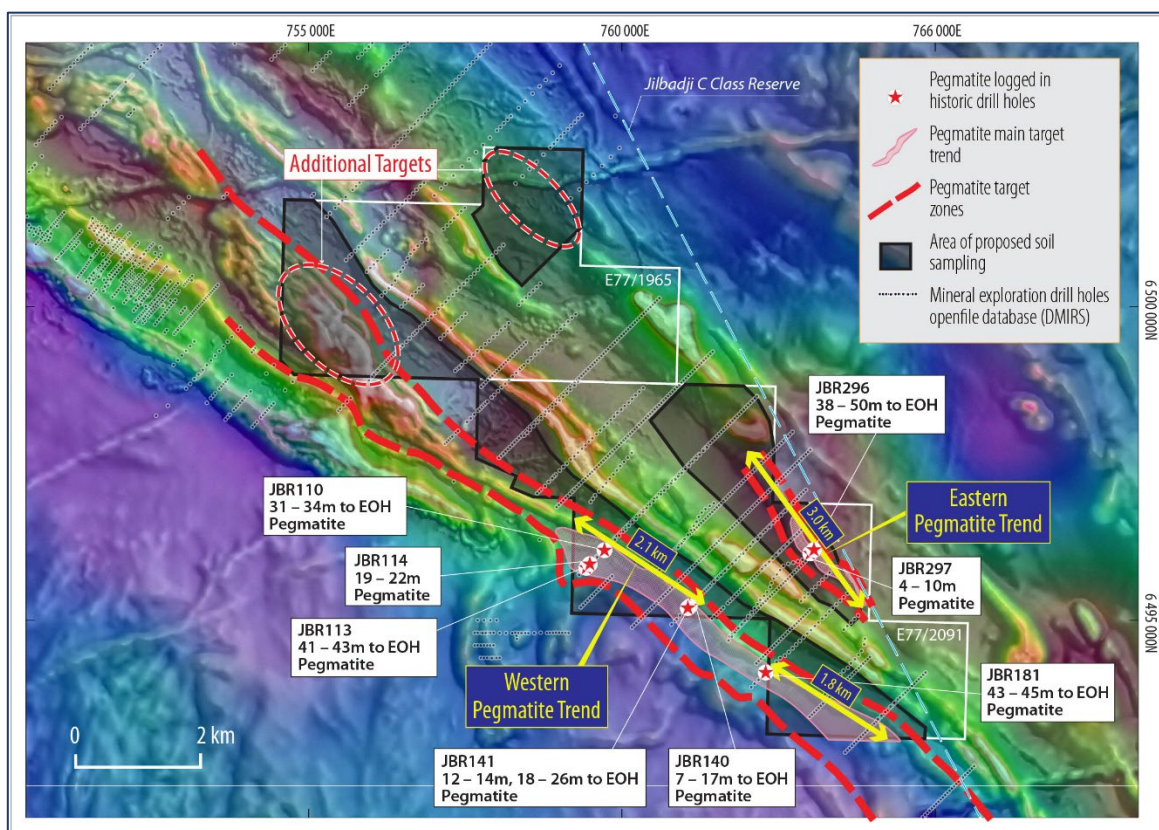 755 000E
760 000E
766 000E
Jilbadji C Class Reserve
Pegmatite logged in
historic drill holes
Pegmatite main target
trend
Pegmatite target
zones
Area of proposed soil
sampling
Mineral exploration drill holes
openfile database (DMIRS)
Additional Targets
E77/1965
6 500 000N
JBR296
38 – 50m to EOH
Pegmatite
JBR110
31 – 34m to EOH
Pegmatite
Eastern
Pegmatite Trend
3.0 km
2.1 km
JBR114
19 – 22m
Pegmatite
JBR297
4 – 10m
Pegmatite
JBR113
41 – 43m to EOH
Pegmatite
6 495 000N
E77/2091
Western
Pegmatite Trend
1.8 km
JBR181
43 – 45m to EOH
Pegmatite
0
2 km
JBR141
12 – 14m, 18 – 26m to EOH
Pegmatite
JBR140
7 – 17m to EOH
Pegmatite